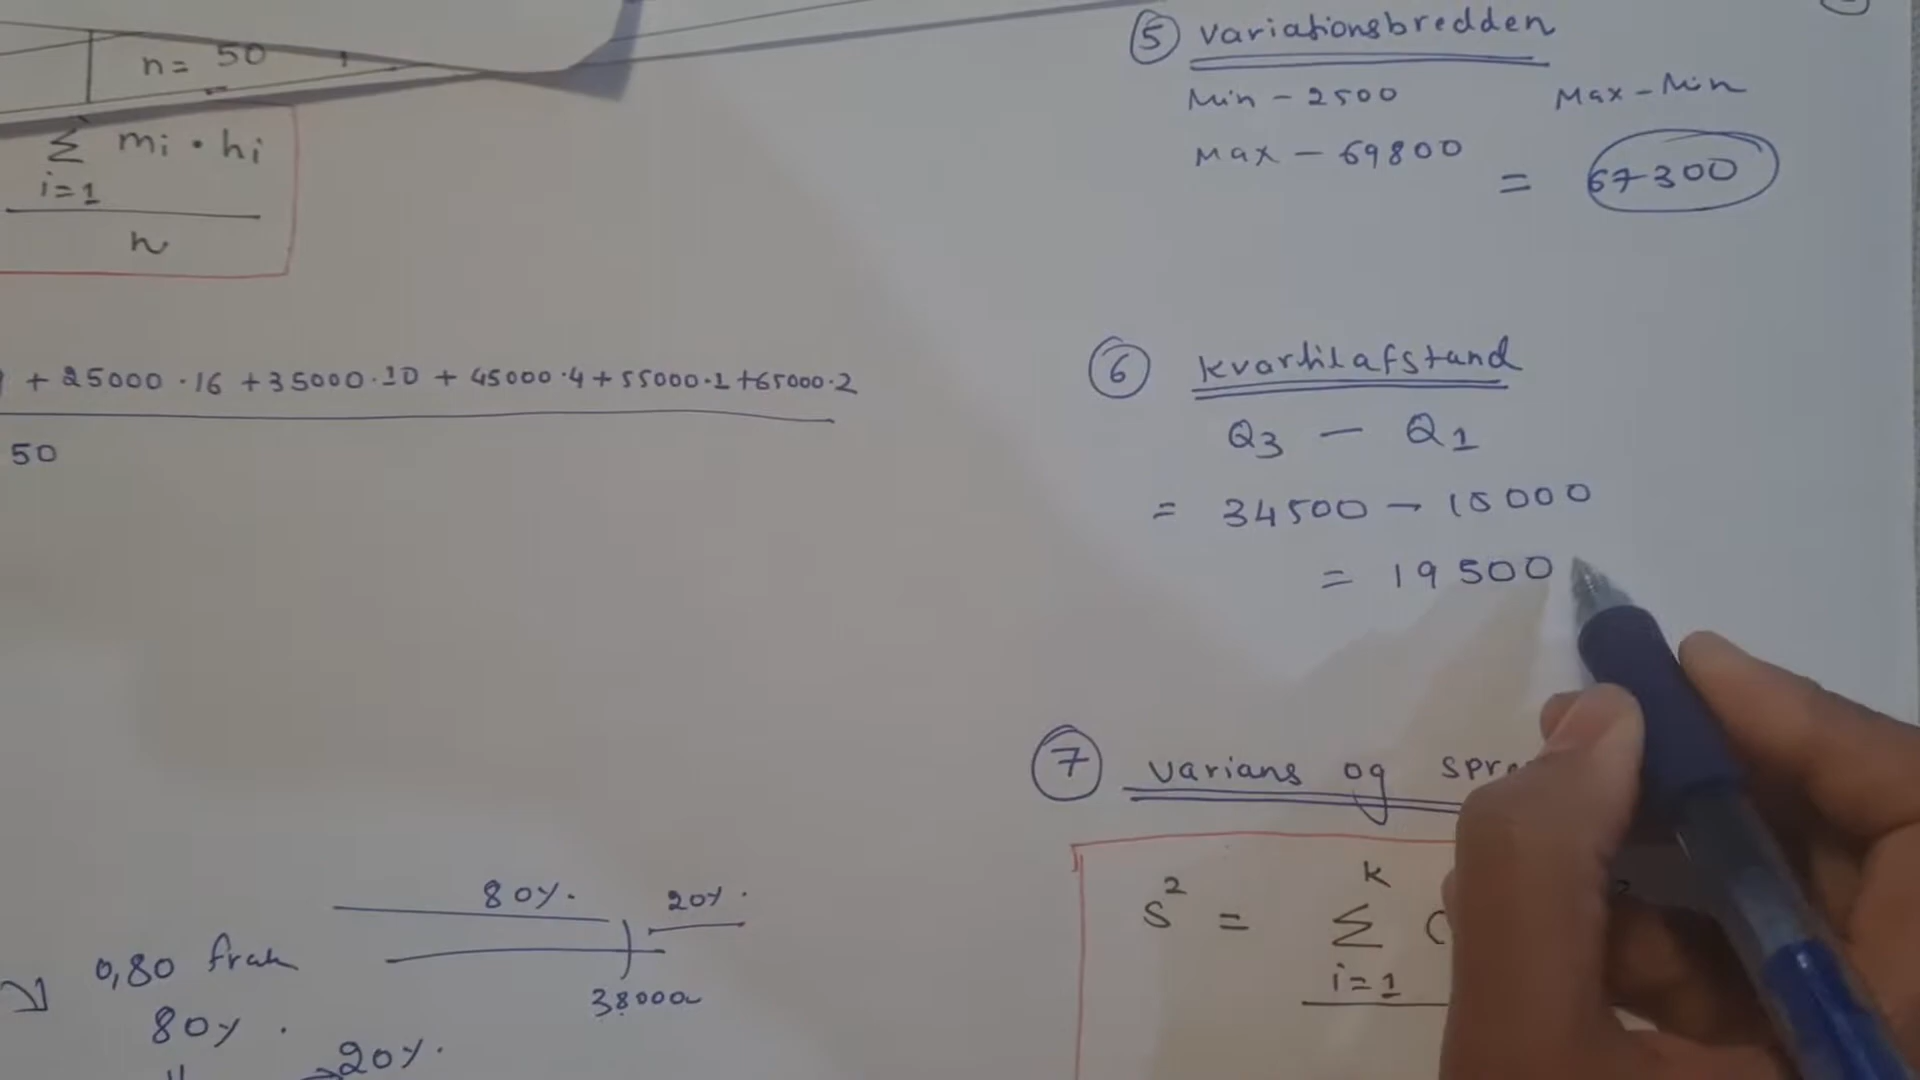 n= 50
Σ mi • hi
i=1
n
+ 25000 · 16 + 35000 · 10 + 45000 · 4 + 55000 · 1 + 65000 · 2
50
80%.
20%.
0,80 frak
38000
80%.
20%.
⑤ variationsbredden
Min - 2500
Max - Min
Max - 69800
= 67300
⑥ kvartilafstand
Q3 - Q1
= 34500 - 15000
= 19500
⑦ varians og
s² = Σ (
k
i=1